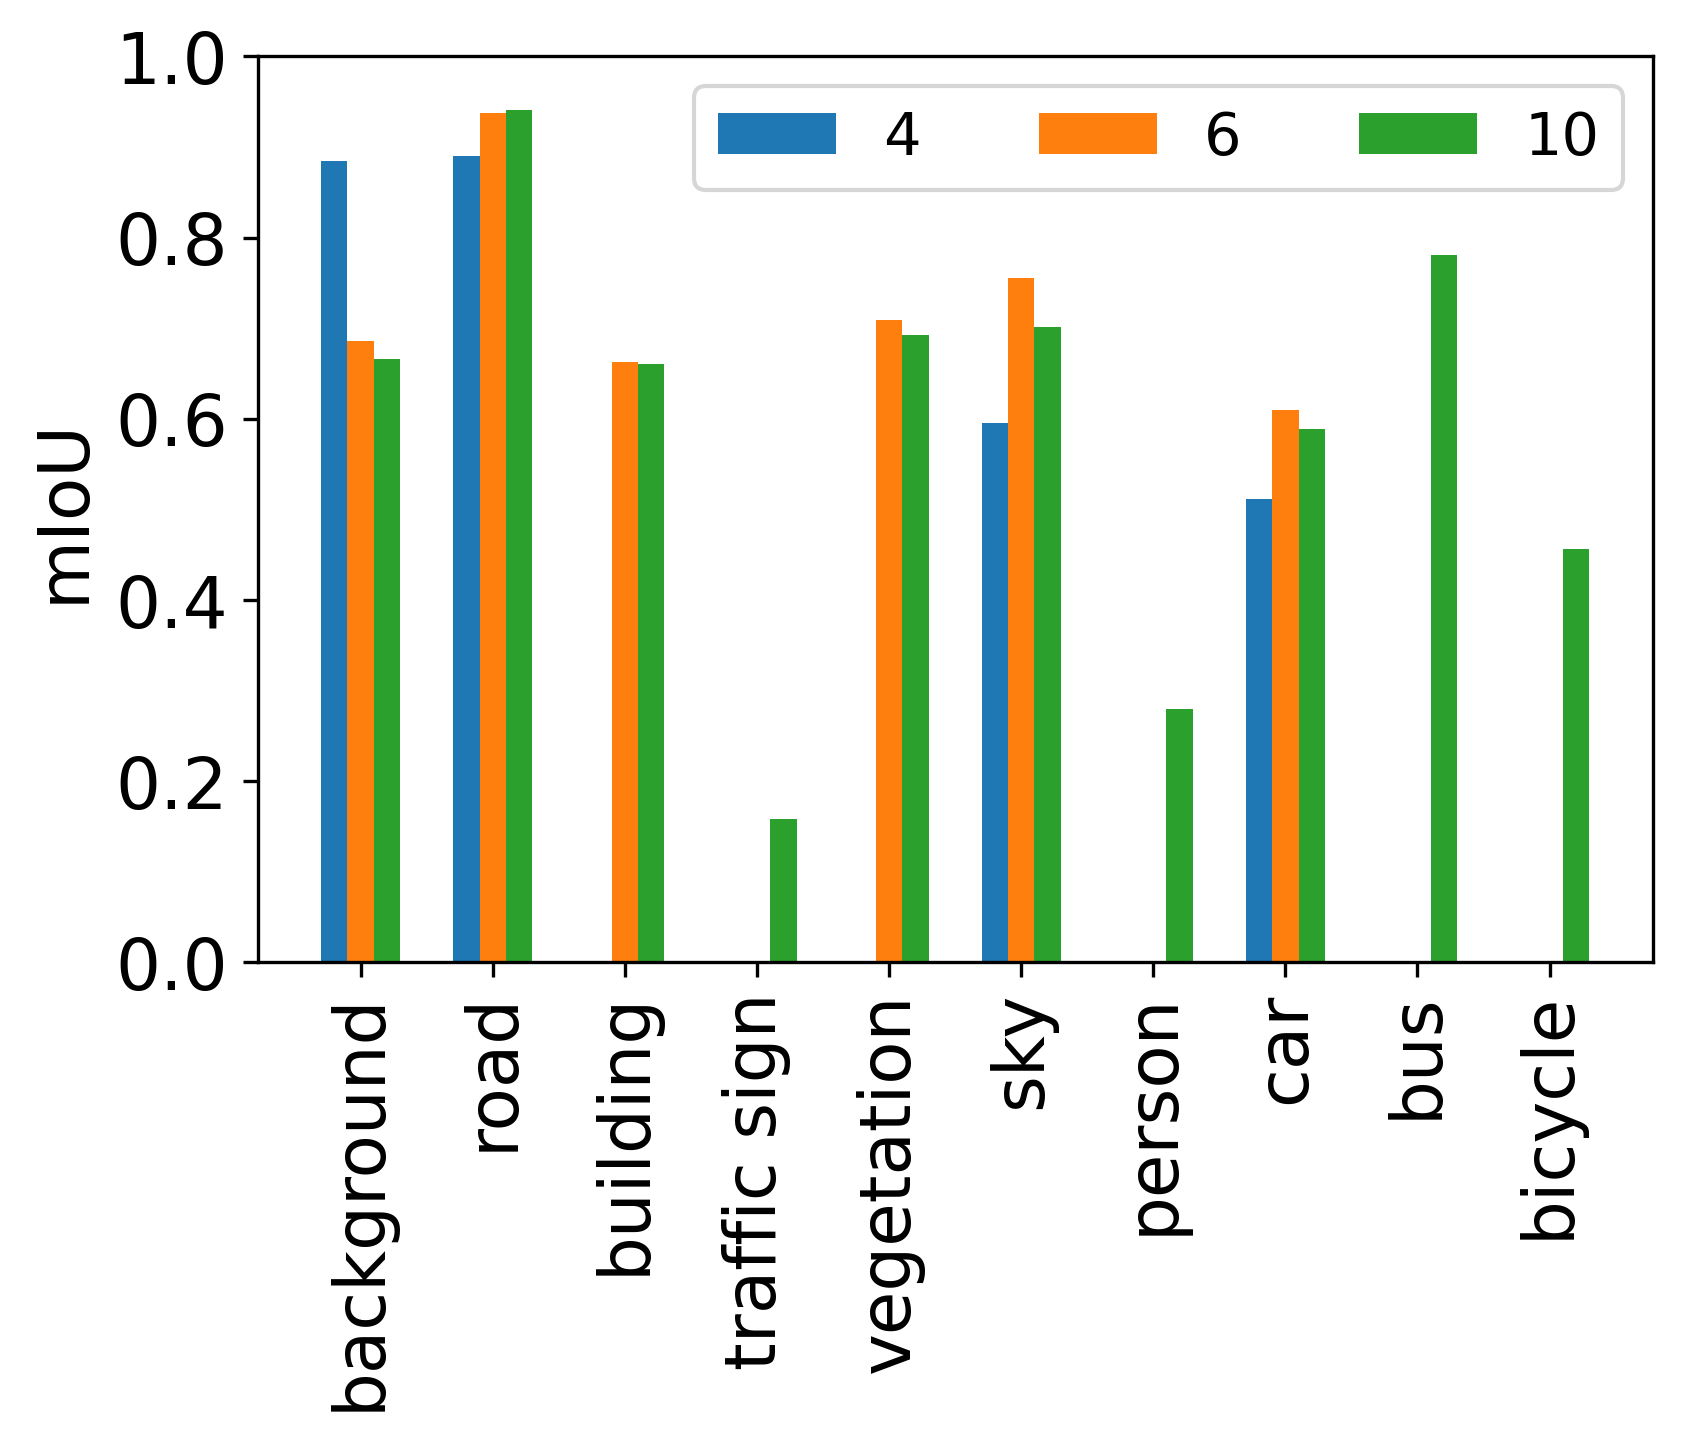 mIoU
1.0
0.8
0.6
0.4
0.2
0.0
4 6 10
background
road
building
traffic sign
vegetation
sky
person
car
bus
bicycle